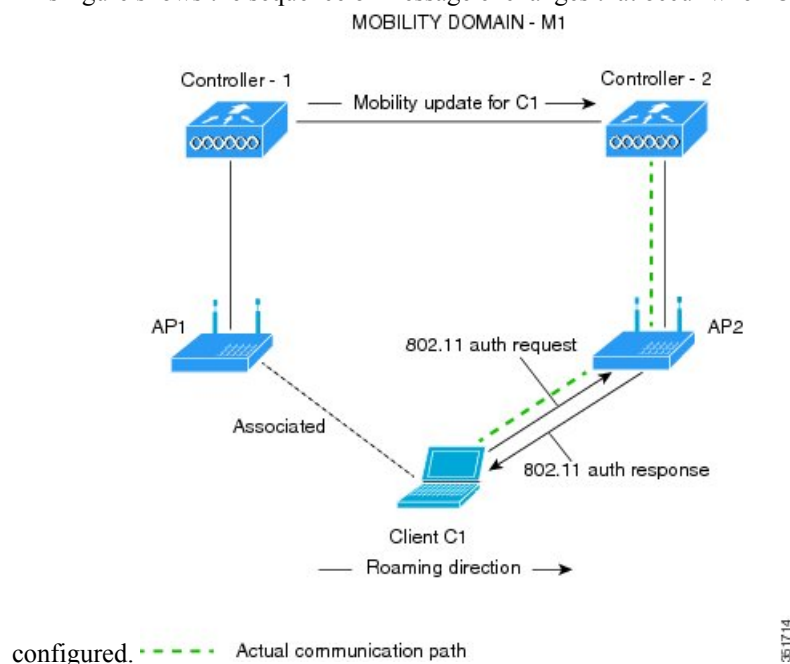 MOBILITY DOMAIN - M1
Controller - 1
Controller - 2
Mobility update for C1
AP1
AP2
802.11 auth request
Associated
802.11 auth response
Client C1
Roaming direction
configured.
Actual communication path
351714